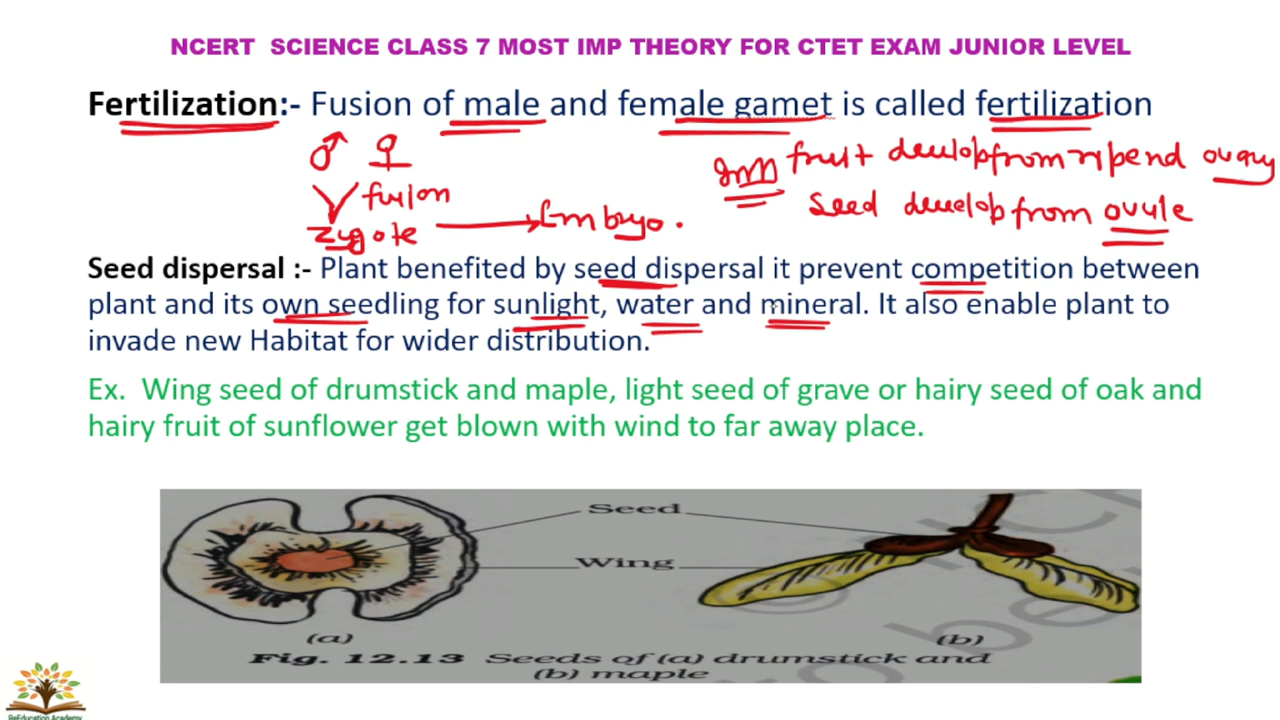 NCERT SCIENCE CLASS 7 MOST IMP THEORY FOR CTET EXAM JUNIOR LEVEL
Fertilization:- Fusion of male and female gamet is called fertilization
♂ ♀
fusion
Zygote → Embryo.
Imp fruit develop from ripend ovary
seed develop from ovule
Seed dispersal :- Plant benefited by seed dispersal it prevent competition between
plant and its own seedling for sunlight, water and mineral. It also enable plant to
invade new Habitat for wider distribution.
Ex. Wing seed of drumstick and maple, light seed of grave or hairy seed of oak and
hairy fruit of sunflower get blown with wind to far away place.
Seed
Wing
(a) (b)
Fig. 12.13 Seeds of (a) drumstick and
(b) maple
BeEducation Academy